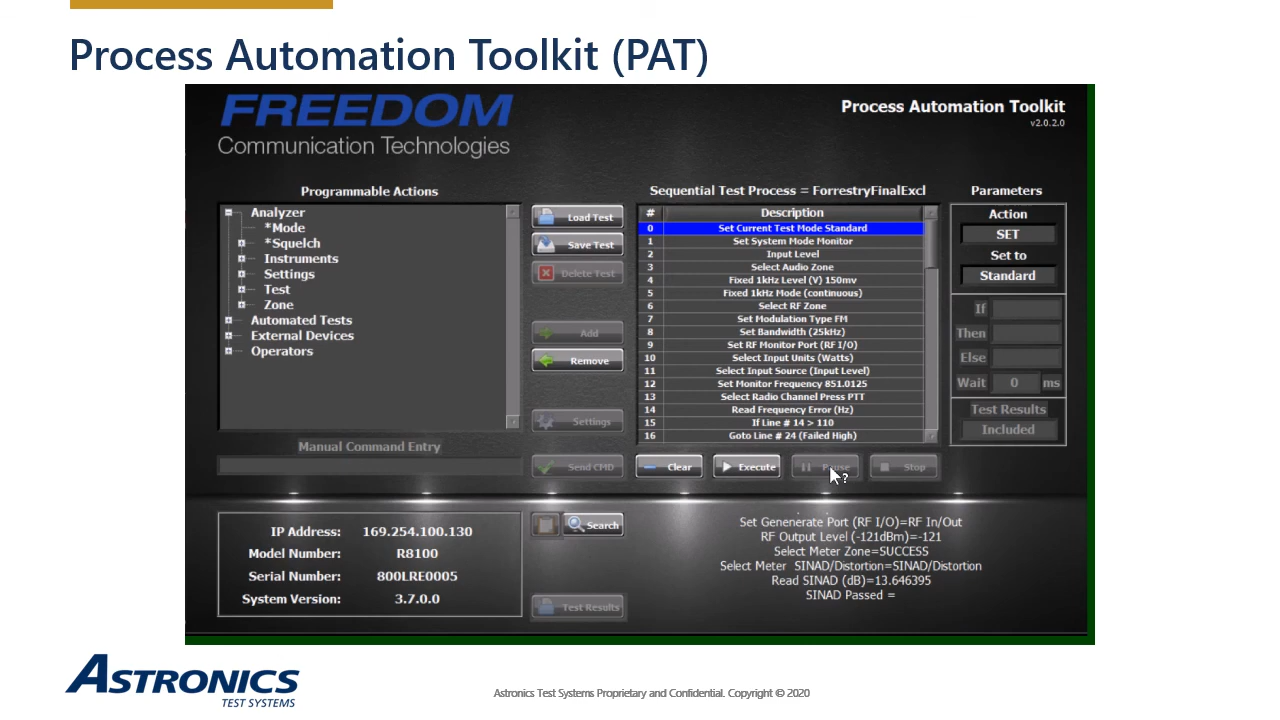 Process Automation Toolkit (PAT)
FREEDOM
Communication Technologies
Process Automation Toolkit
v2.0.2.0
Programmable Actions
Analyzer
*Mode
*Squelch
Instruments
Settings
Test
Zone
Automated Tests
External Devices
Operators
Manual Command Entry
Load Test
Save Test
Delete Test
Add
Remove
Settings
Send CMD
Sequential Test Process = ForrestryFinalExcl
# Description
0 Set Current Test Mode Standard
1 Set System Mode Monitor
2 Input Level
3 Select Audio Zone
4 Fixed 1kHz Level (V) 150mv
5 Fixed 1kHz Mode (continuous)
6 Select RF Zone
7 Set Modulation Type FM
8 Set Bandwidth (25kHz)
9 Set RF Monitor Port (RF I/O)
10 Select Input Units (Watts)
11 Select Input Source (Input Level)
12 Set Monitor Frequency 851.0125
13 Select Radio Channel Press PTT
14 Read Frequency Error (Hz)
15 If Line # 14 > 110
16 Goto Line # 24 (Failed High)
Clear
Execute
Pause
Stop
Parameters
Action
SET
Set to
Standard
If
Then
Else
Wait 0 ms
Test Results
Included
IP Address: 169.254.100.130
Model Number: R8100
Serial Number: 800LRE0005
System Version: 3.7.0.0
Search
Test Results
Set Genenerate Port (RF I/O)=RF In/Out
RF Output Level (-121dBm)=-121
Select Meter Zone=SUCCESS
Select Meter SINAD/Distortion=SINAD/Distortion
Read SINAD (dB)=13.646395
SINAD Passed =
ASTRONICS
TEST SYSTEMS
Astronics Test Systems Proprietary and Confidential. Copyright © 2020